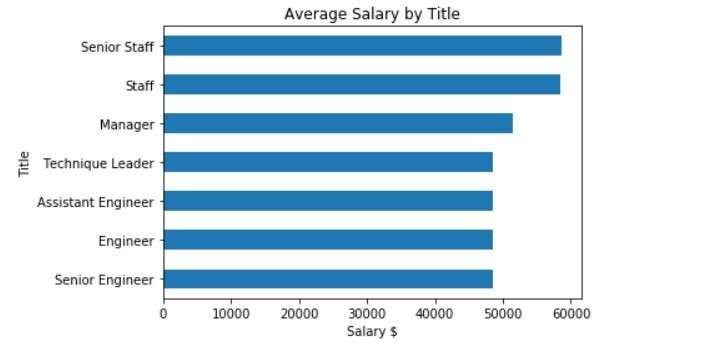 Average Salary by Title
Senior Staff
Staff
Manager
Technique Leader
Assistant Engineer
Engineer
Senior Engineer
Title
0 10000 20000 30000 40000 50000 60000
Salary $